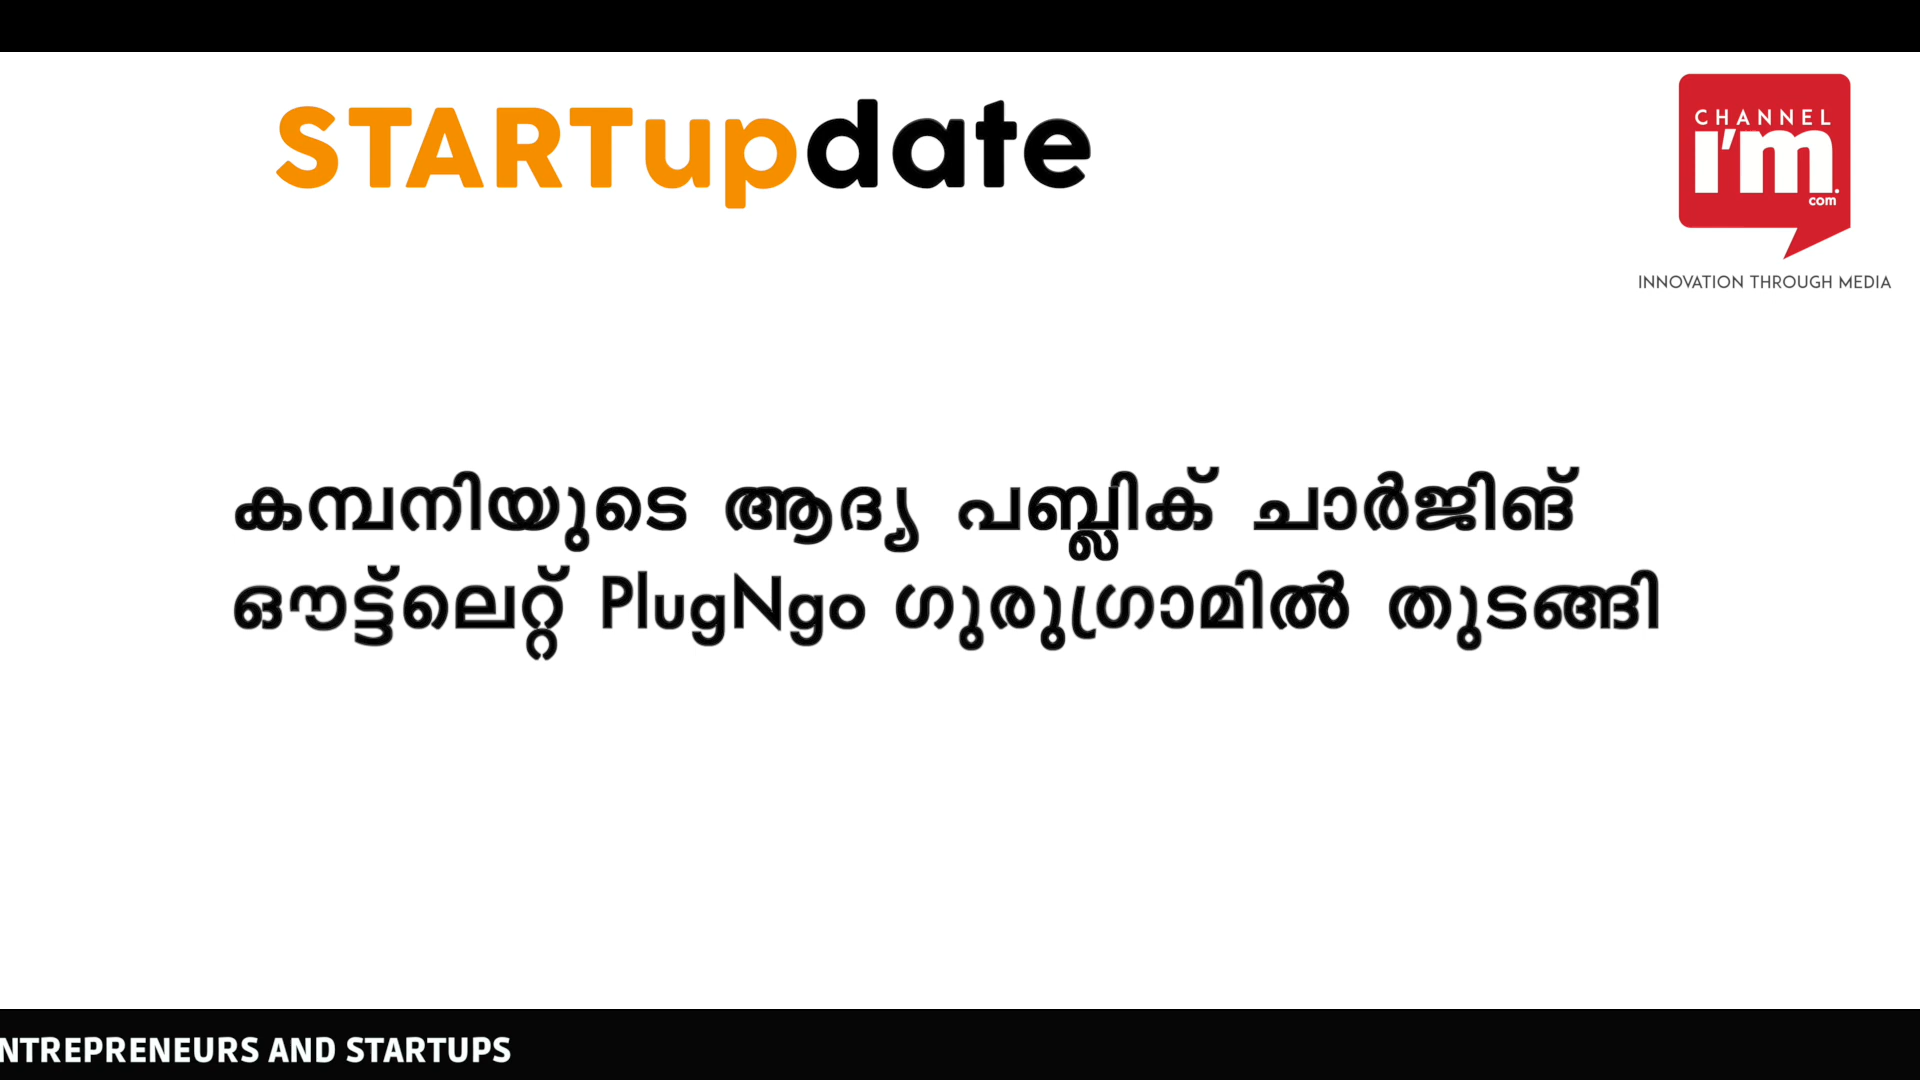 STARTupdate
CHANNEL
I'm
.com
INNOVATION THROUGH MEDIA
കമ്പനിയുടെ ആദ്യ പബ്ലിക് ചാർജിങ്
ഔട്ട്ലെറ്റ് PlugNgo ഗുരുഗ്രാമിൽ തുടങ്ങി
NTREPRENEURS AND STARTUPS